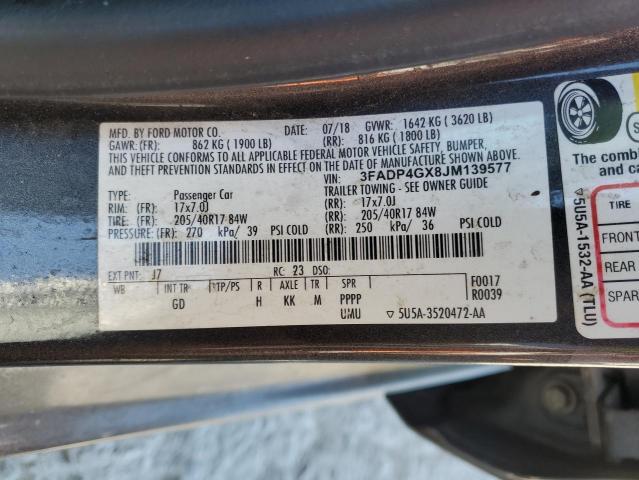 MFD. BY FORD MOTOR CO. DATE: 07/18 GVWR: 1642 KG ( 3620 LB)
GAWR: (FR): 862 KG ( 1900 LB) (RR): 816 KG ( 1800 LB)
THIS VEHICLE CONFORMS TO ALL APPLICABLE FEDERAL MOTOR VEHICLE SAFETY, BUMPER,
AND THEFT PREVENTION STANDARDS IN EFFECT ON THE DATE OF MANUFACTURE SHOWN ABOVE.
VIN: 3FADP4GX8JM139577
TYPE: Passenger Car TRAILER TOWING - SEE OWNER GUIDE
RIM: (FR): 17x7.0J (RR): 17x7.0J
TIRE: (FR): 205/40R17 84W (RR): 205/40R17 84W
PRESSURE: (FR): 270 kPa/ 39 PSI COLD (RR): 250 kPa/ 36 PSI COLD
EXT PNT: J7 RC: 23 DSO:
WB INT TR TP/PS R AXLE TR SPR F0017
GD H KK M PPPP R0039
UMU ▽ 5U5A-3520472-AA
▽ 5U5A-1532-AA (TLU)
The co
and ca
TIRE
FRONT
REAR
SPAR